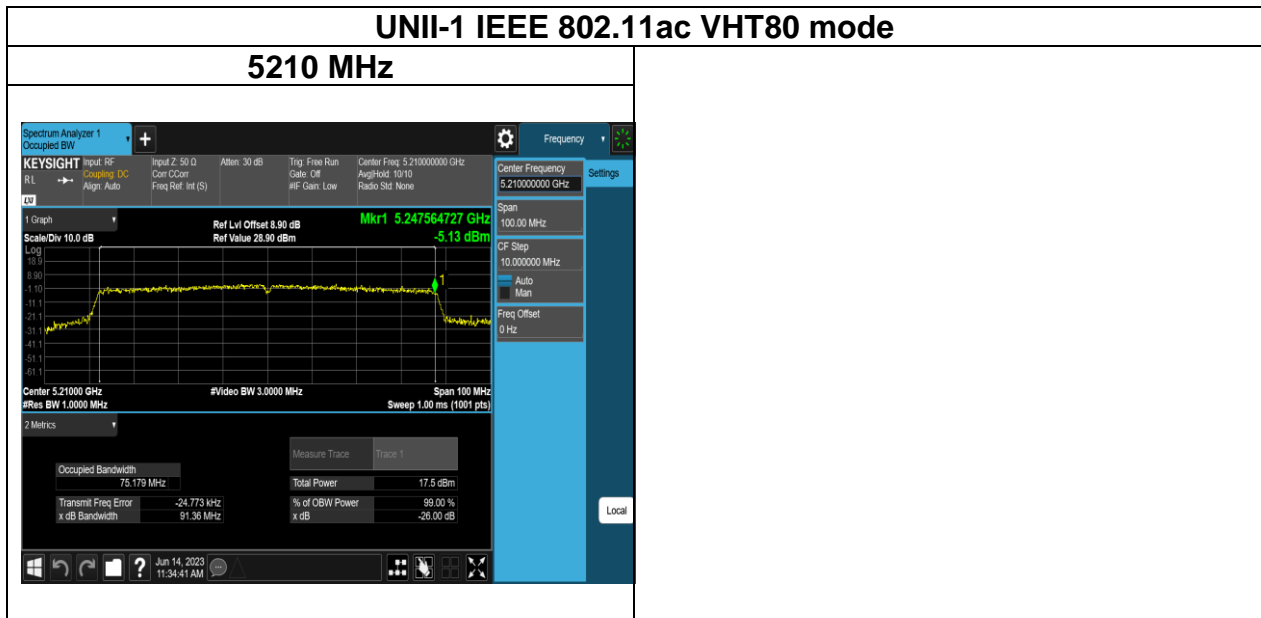 UNII-1 IEEE 802.11ac VHT80 mode
5210 MHz
Spectrum Analyzer 1
Occupied BW
+
Frequency
KEYSIGHT
RL
LXI
Input: RF
Coupling: DC
Align: Auto
Input Z: 50 Ω
Corr CCorr
Freq Ref: Int (S)
Atten: 30 dB
Trig: Free Run
Gate: Off
#IF Gain: Low
Center Freq: 5.210000000 GHz
Avg|Hold: 10/10
Radio Std: None
Center Frequency
5.210000000 GHz
Settings
Span
100.00 MHz
CF Step
10.000000 MHz
Auto
Man
Freq Offset
0 Hz
Local
1 Graph
Scale/Div 10.0 dB
Ref Lvl Offset 8.90 dB
Ref Value 28.90 dBm
Mkr1 5.247564727 GHz
-5.13 dBm
Log
18.9
8.90
-1.10
-11.1
-21.1
-31.1
-41.1
-51.1
-61.1
1
Center 5.21000 GHz
#Video BW 3.0000 MHz
Span 100 MHz
#Res BW 1.0000 MHz
Sweep 1.00 ms (1001 pts)
2 Metrics
Measure Trace Trace 1
Occupied Bandwidth
75.179 MHz
Total Power 17.5 dBm
Transmit Freq Error -24.773 kHz
% of OBW Power 99.00 %
x dB Bandwidth 91.36 MHz
x dB -26.00 dB
?
Jun 14, 2023
11:34:41 AM